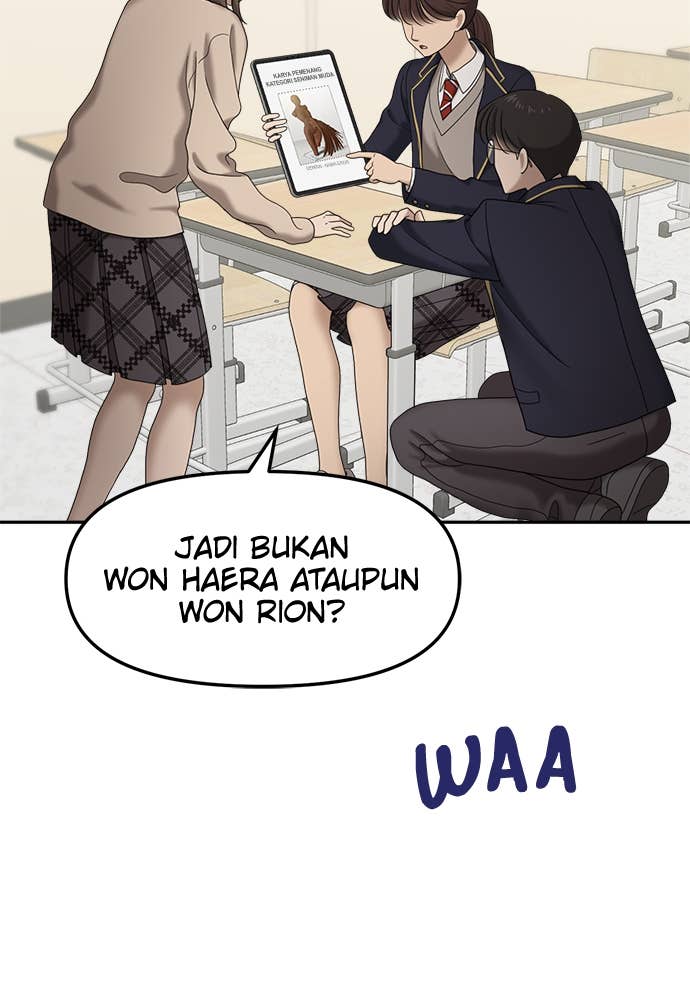 KARYA PEMENANG
KATEGORI SENIMAN MUDA
JADI BUKAN
WON HAERA ATAUPUN
WON RION?
WAA